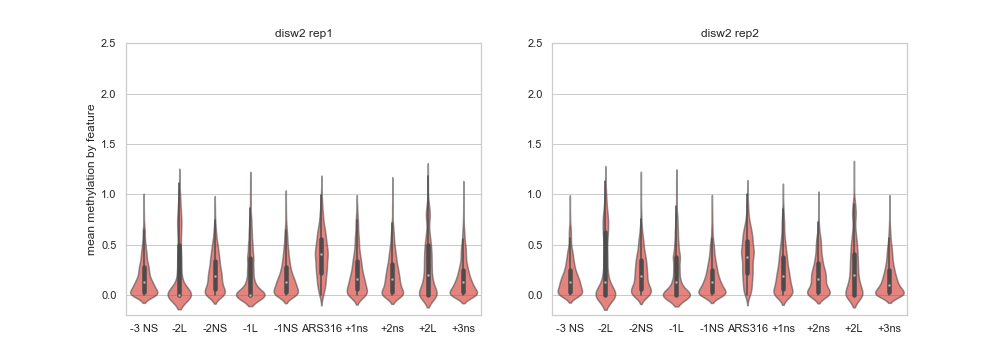 disw2 rep1
mean methylation by feature
2.5
2.0
1.5
1.0
0.5
0.0
-3 NS -2L -2NS -1L -1NS ARS316 +1ns +2ns +2L +3ns
disw2 rep2
2.5
2.0
1.5
1.0
0.5
0.0
-3 NS -2L -2NS -1L -1NS ARS316 +1ns +2ns +2L +3ns